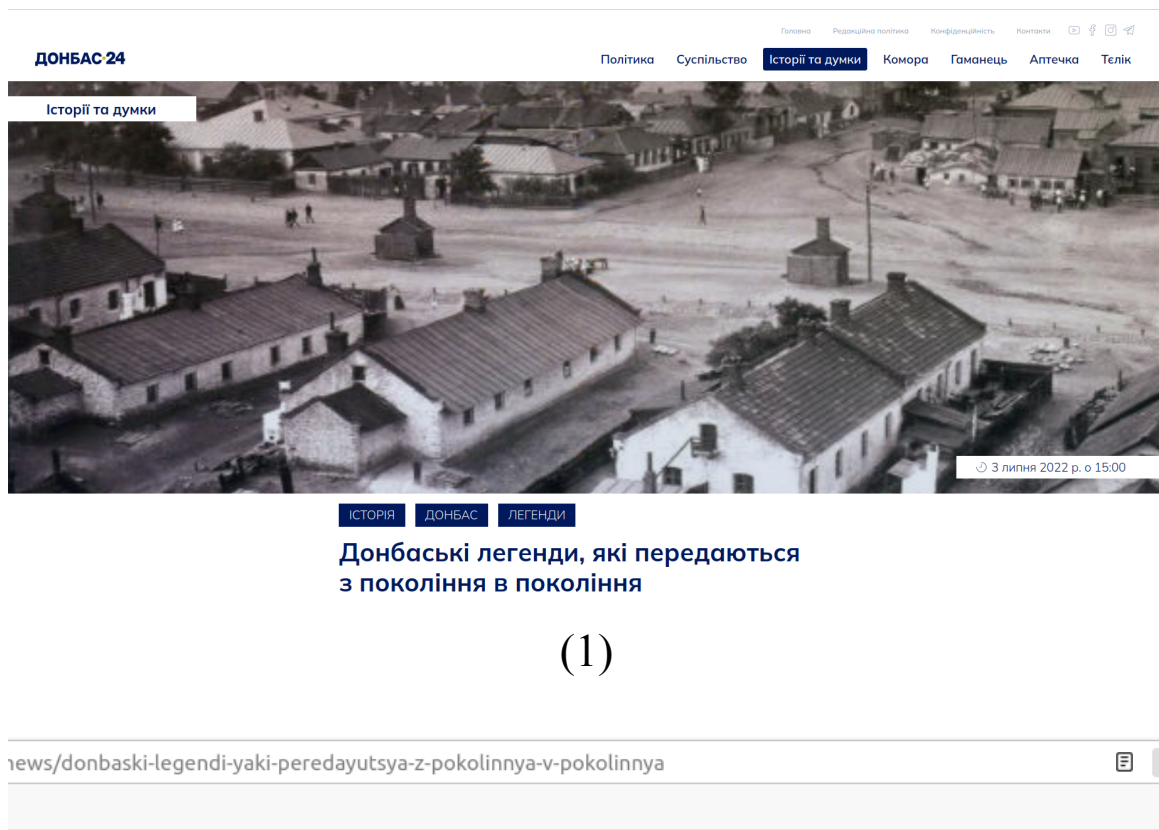 Головна Редакційна політика Конфіденційність Контакти
ДОНБАС-24
Політика Суспільство Історії та думки Комора Гаманець Аптечка Тєлік
Історії та думки
3 липня 2022 р. о 15:00
ІСТОРІЯ ДОНБАС ЛЕГЕНДИ
Донбаські легенди, які передаються
з покоління в покоління
(1)
news/donbaski-legendi-yaki-peredayutsya-z-pokolinnya-v-pokolinnya